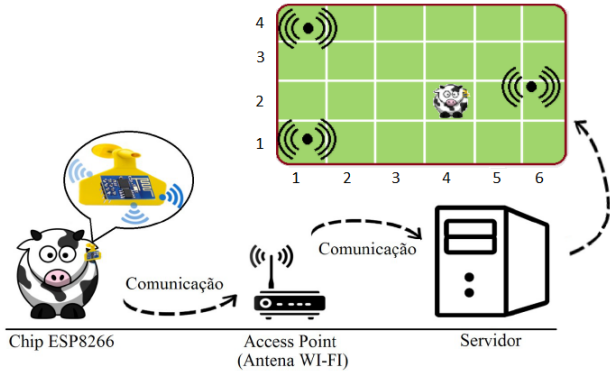 4
3
2
1
1 2 3 4 5 6
Comunicação
Comunicação
Chip ESP8266
Access Point
(Antena WI-FI)
Servidor